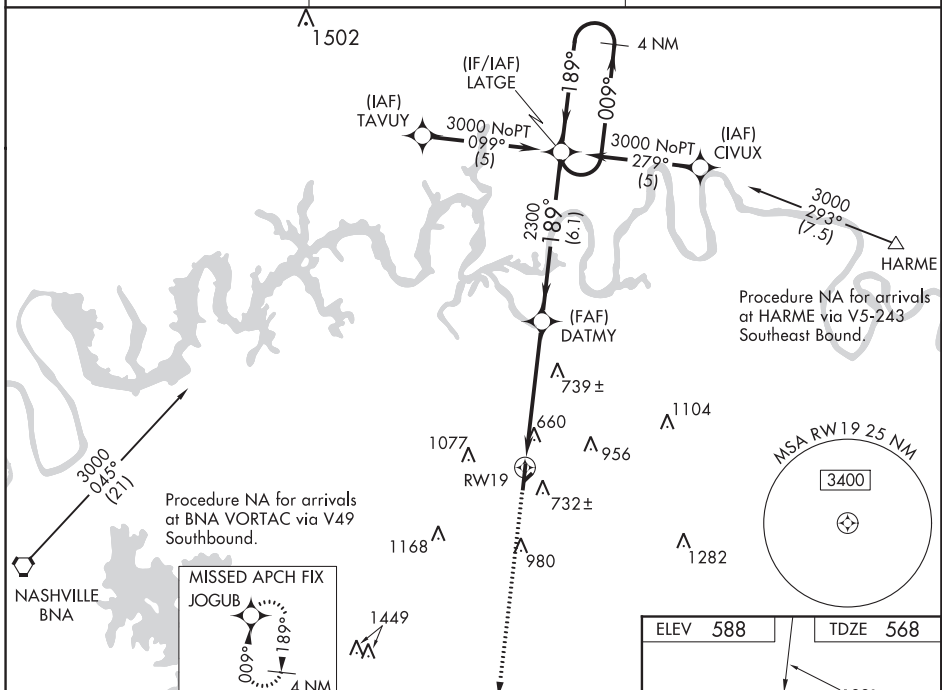 1502
4 NM
(IF/IAF)
LATGE
189°
009°
(IAF)
TAVUY
3000 NoPT
099°
(5)
3000 NoPT
279°
(5)
(IAF)
CIVUX
3000
293°
(7.5)
HARME
2300
189°
(6.1)
Procedure NA for arrivals
at HARME via V5-243
Southeast Bound.
(FAF)
DATMY
739 ±
1104
660
1077
956
RW19
732 ±
MSA RW19 25 NM
3400
3000
045°
(21)
Procedure NA for arrivals
at BNA VORTAC via V49
Southbound.
1168
980
1282
NASHVILLE
BNA
MISSED APCH FIX
JOGUB
009°
189°
4 NM
1449
ELEV 588
TDZE 568